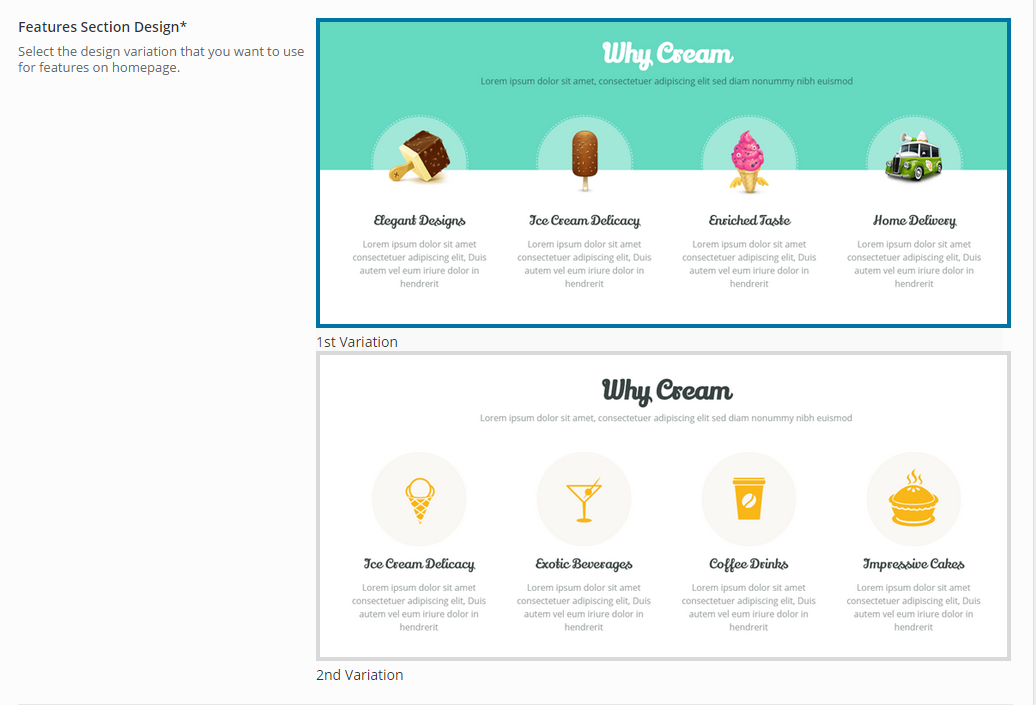 Features Section Design*
Select the design variation that you want to use
for features on homepage.
Why Cream
Lorem ipsum dolor sit amet, consectetuer adipiscing elit sed diam nonummy nibh euismod
Elegant Designs
Lorem ipsum dolor sit amet
consectetuer adipiscing elit, Duis
autem vel eum iriure dolor in
hendrerit
Ice Cream Delicacy
Lorem ipsum dolor sit amet
consectetuer adipiscing elit, Duis
autem vel eum iriure dolor in
hendrerit
Enriched Taste
Lorem ipsum dolor sit amet
consectetuer adipiscing elit, Duis
autem vel eum iriure dolor in
hendrerit
Home Delivery
Lorem ipsum dolor sit amet
consectetuer adipiscing elit, Duis
autem vel eum iriure dolor in
hendrerit
1st Variation
Why Cream
Lorem ipsum dolor sit amet, consectetuer adipiscing elit sed diam nonummy nibh euismod
Ice Cream Delicacy
Lorem ipsum dolor sit amet
consectetuer adipiscing elit, Duis
autem vel eum iriure dolor in
hendrerit
Exotic Beverages
Lorem ipsum dolor sit amet
consectetuer adipiscing elit, Duis
autem vel eum iriure dolor in
hendrerit
Coffee Drinks
Lorem ipsum dolor sit amet
consectetuer adipiscing elit, Duis
autem vel eum iriure dolor in
hendrerit
Impressive Cakes
Lorem ipsum dolor sit amet
consectetuer adipiscing elit, Duis
autem vel eum iriure dolor in
hendrerit
2nd Variation